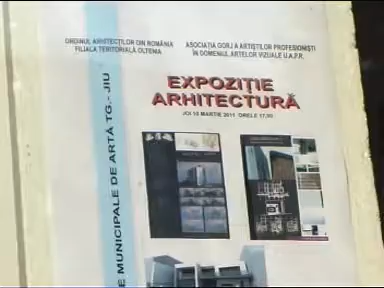 ORDINUL ARHITECȚILOR DIN ROMÂNIA
FILIALA TERITORIALĂ OLTENIA
ASOCIAȚIA GORJ A ARTIȘTILOR PROFESIONIȘTI
ÎN DOMENIUL ARTELOR VIZUALE U.A.P.R.
EXPOZIȚIE
ARHITECTURĂ
JOI 10 MARTIE 2011 ORELE 17,00
E MUNICIPALE DE ARTĂ TG.- JIU